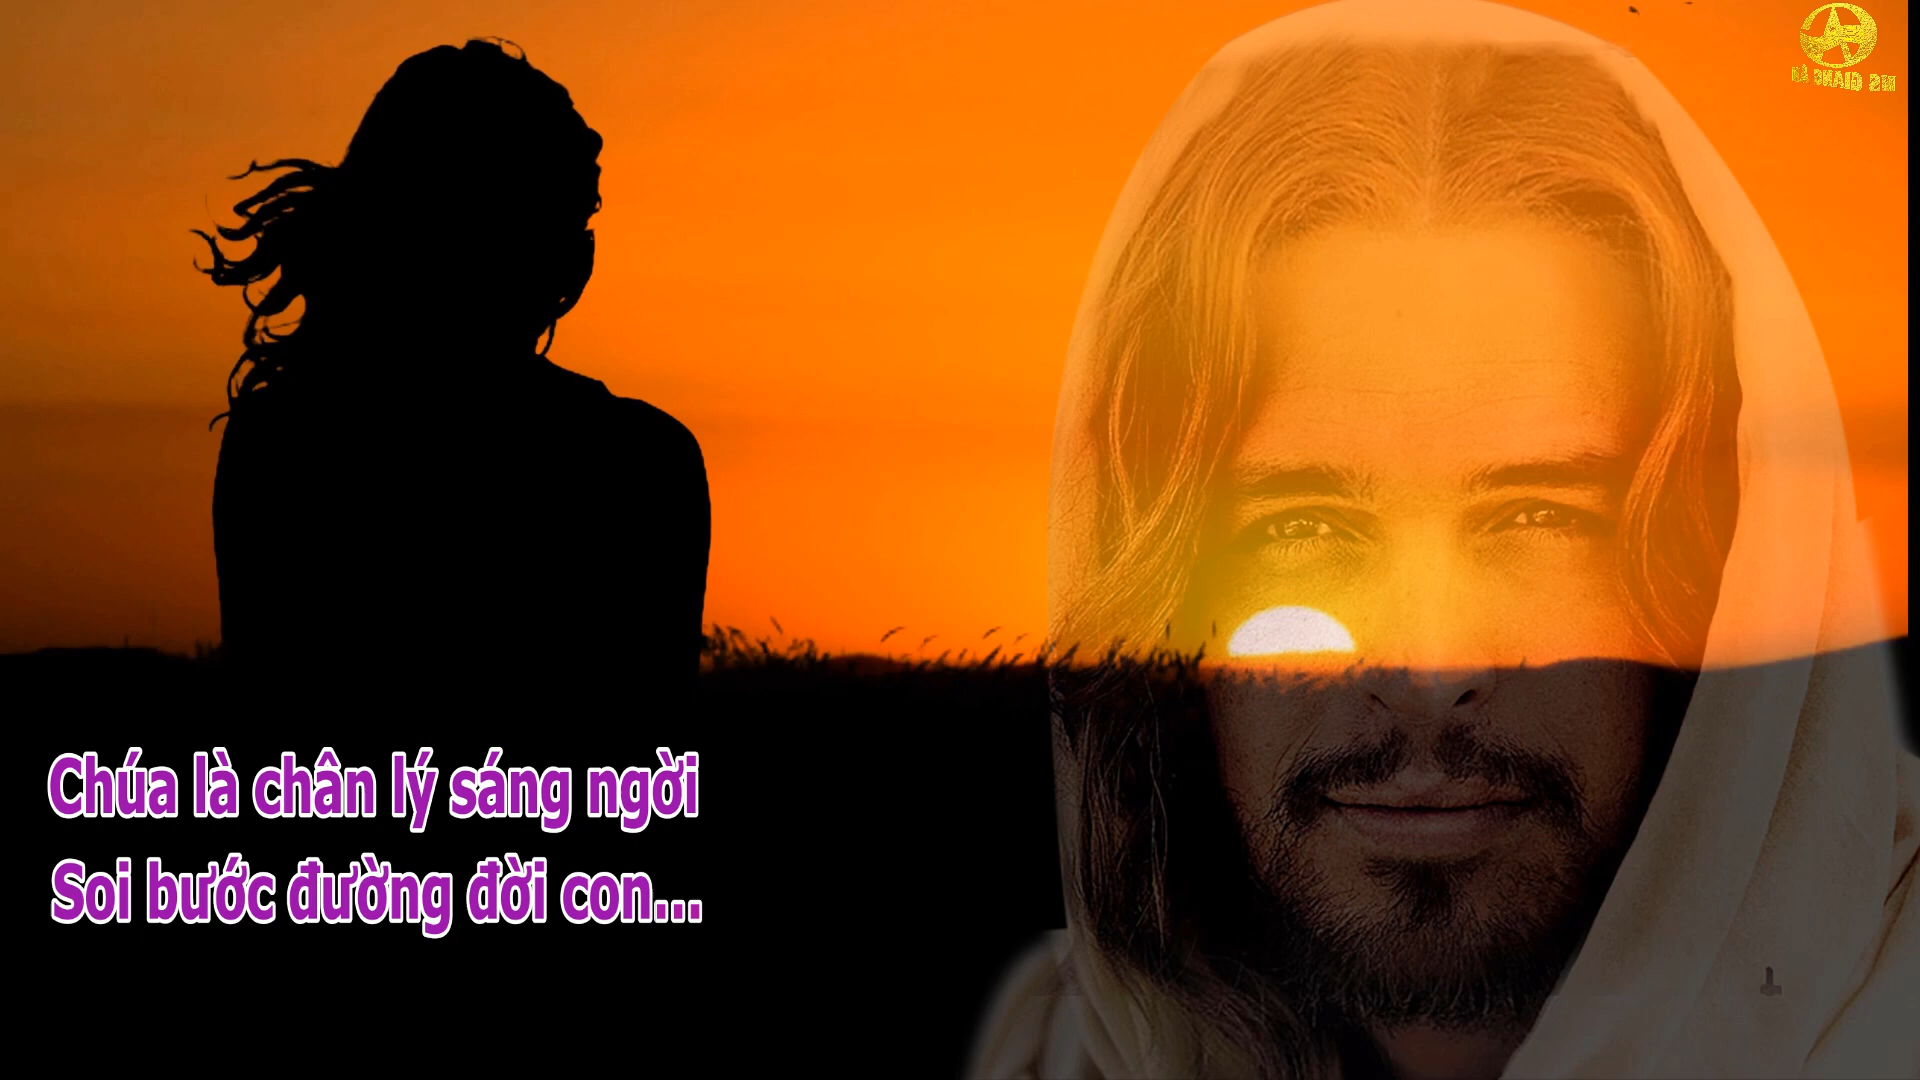 Chúa là chân lý sáng ngời
Soi bước đường đời con...